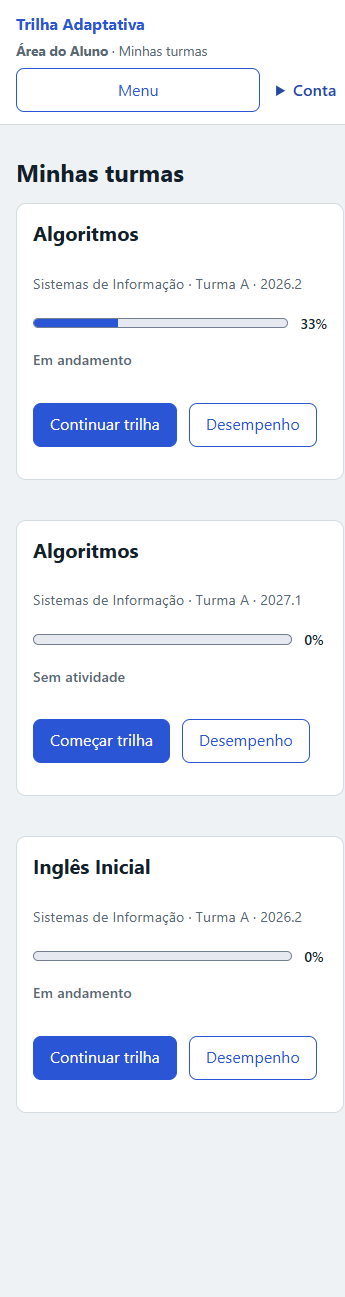 Trilha Adaptativa
Área do Aluno · Minhas turmas
Menu
▶ Conta
Minhas turmas
Algoritmos
Sistemas de Informação · Turma A · 2026.2
33%
Em andamento
Continuar trilha
Desempenho
Algoritmos
Sistemas de Informação · Turma A · 2027.1
0%
Sem atividade
Começar trilha
Desempenho
Inglês Inicial
Sistemas de Informação · Turma A · 2026.2
0%
Em andamento
Continuar trilha
Desempenho